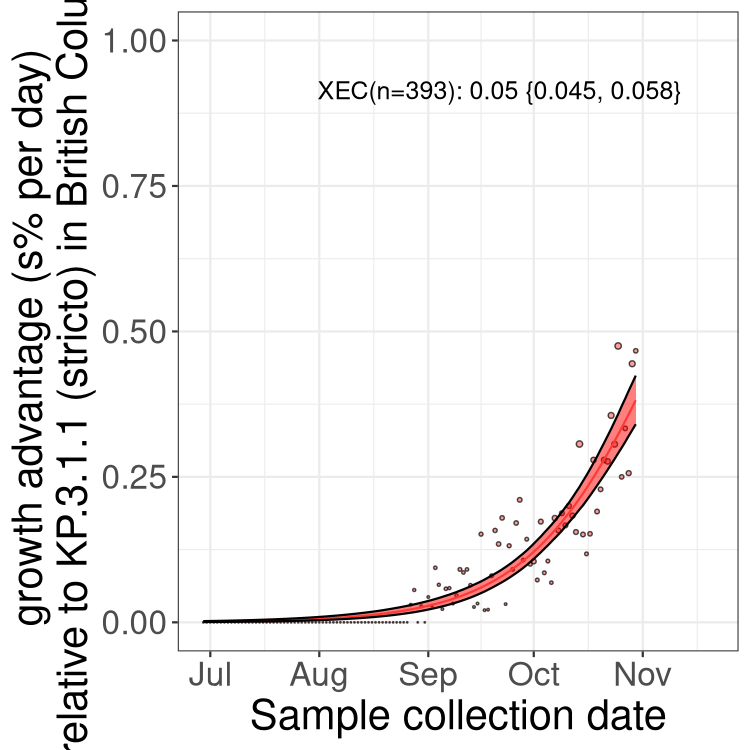 growth advantage (s% per day)
relative to KP.3.1.1 (stricto) in British Colu
1.00
0.75
0.50
0.25
0.00
XEC(n=393): 0.05 {0.045, 0.058}
Jul Aug Sep Oct Nov
Sample collection date